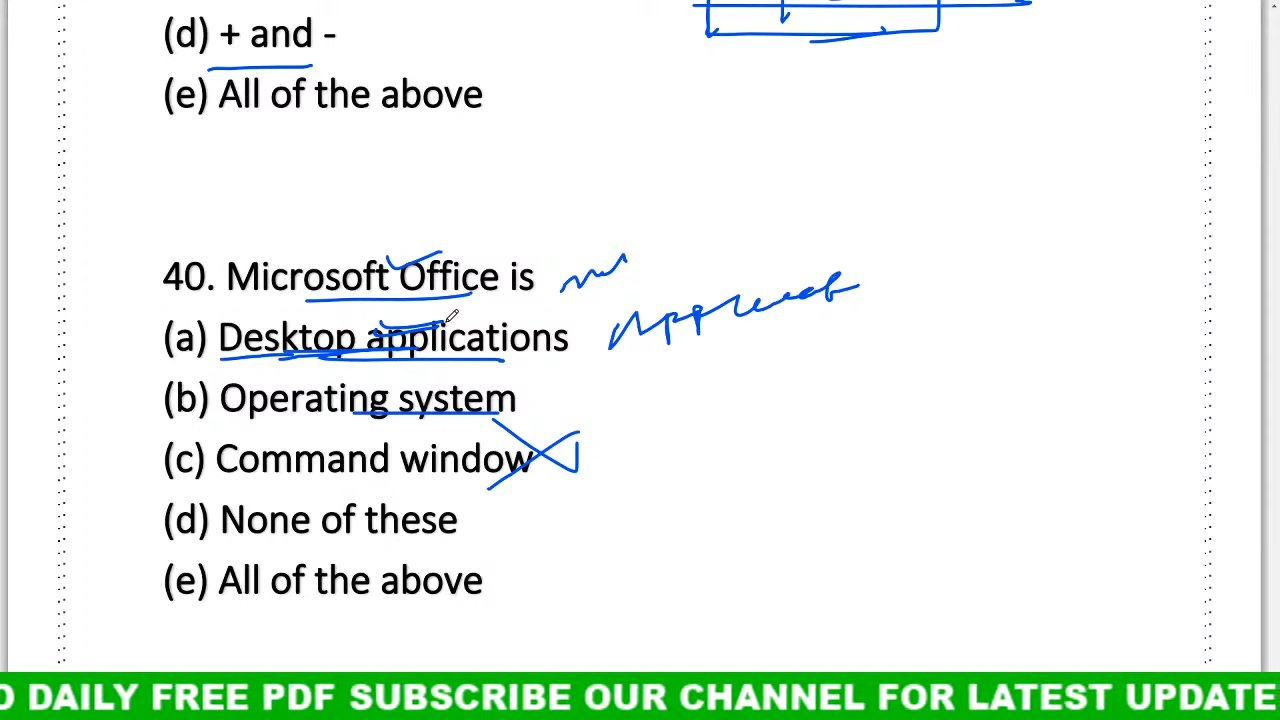 (d) + and -
(e) All of the above
40. Microsoft Office is
(a) Desktop applications
(b) Operating system
(c) Command window
(d) None of these
(e) All of the above
O DAILY FREE PDF SUBSCRIBE OUR CHANNEL FOR LATEST UPDATE